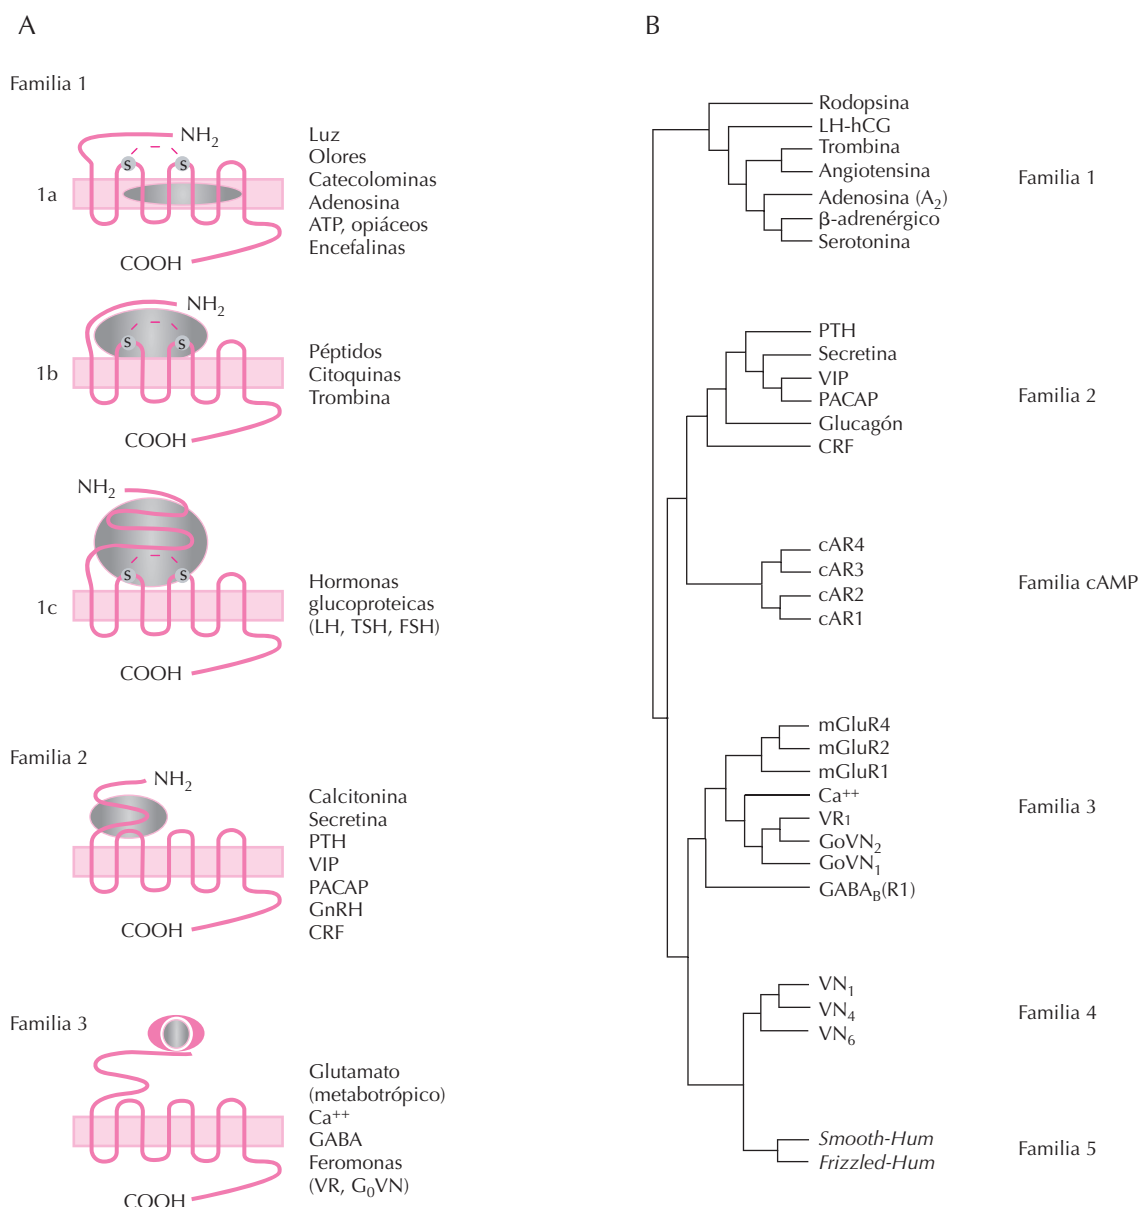 A
Familia 1
1a
NH2
S
S
COOH
Luz
Olores
Catecolominas
Adenosina
ATP, opiáceos
Encefalinas
1b
NH2
S
S
COOH
Péptidos
Citoquinas
Trombina
1c
NH2
S
S
COOH
Hormonas
glucoproteicas
(LH, TSH, FSH)
Familia 2
NH2
COOH
Calcitonina
Secretina
PTH
VIP
PACAP
GnRH
CRF
Familia 3
COOH
Glutamato
(metabotrópico)
Ca++
GABA
Feromonas
(VR, G0VN)
B
Rodopsina
LH-hCG
Trombina
Angiotensina
Adenosina (A2)
β-adrenérgico
Serotonina
Familia 1
PTH
Secretina
VIP
PACAP
Glucagón
CRF
Familia 2
cAR4
cAR3
cAR2
cAR1
Familia cAMP
mGluR4
mGluR2
mGluR1
Ca++
VR1
GoVN2
GoVN1
GABAB(R1)
Familia 3
VN1
VN4
VN6
Familia 4
Smooth-Hum
Frizzled-Hum
Familia 5